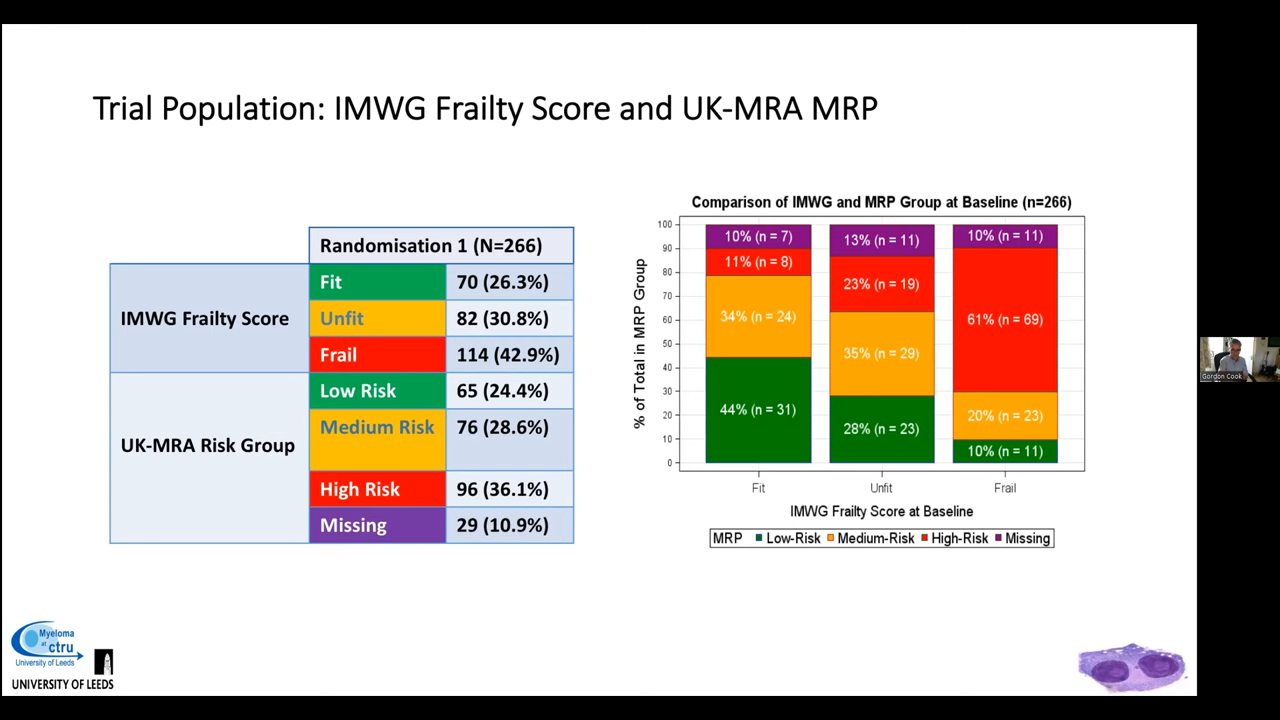 Trial Population: IMWG Frailty Score and UK-MRA MRP
Randomisation 1 (N=266)
IMWG Frailty Score
Fit 70 (26.3%)
Unfit 82 (30.8%)
Frail 114 (42.9%)
UK-MRA Risk Group
Low Risk 65 (24.4%)
Medium Risk 76 (28.6%)
High Risk 96 (36.1%)
Missing 29 (10.9%)
Comparison of IMWG and MRP Group at Baseline (n=266)
% of Total in MRP Group
100
90
80
70
60
50
40
30
20
10
0
10% (n = 7)
11% (n = 8)
34% (n = 24)
44% (n = 31)
13% (n = 11)
23% (n = 19)
35% (n = 29)
28% (n = 23)
10% (n = 11)
61% (n = 69)
20% (n = 23)
10% (n = 11)
Fit Unfit Frail
IMWG Frailty Score at Baseline
MRP Low-Risk Medium-Risk High-Risk Missing
Gordon Cook
Myeloma
at ctru
University of Leeds
UNIVERSITY OF LEEDS